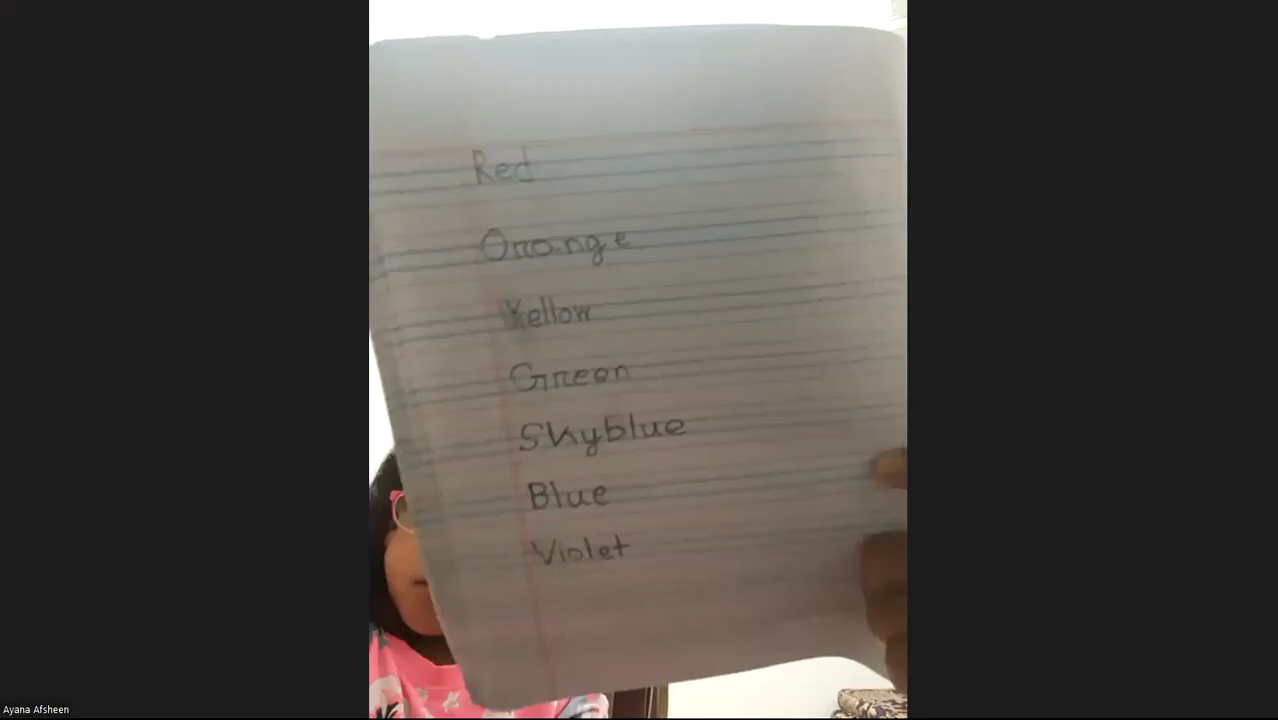 Red
Orange
Yellow
Green
Skyblue
Blue
Violet
Ayana Afsheen